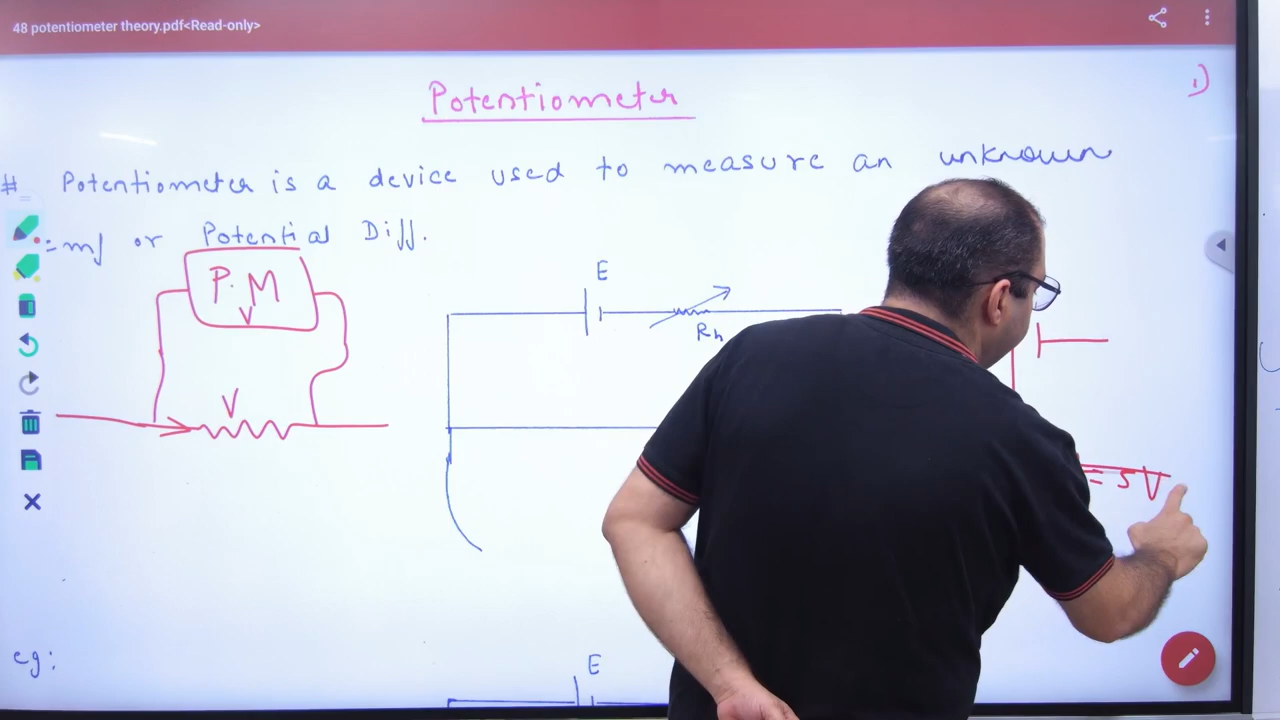 48 potentiometer theory.pdf<Read-only>
1)
Potentiometer
# Potentiometer is a device used to measure an unknown
emf or Potential Diff.
P.M
V
V
E
Rh
= 5V
eg:
E